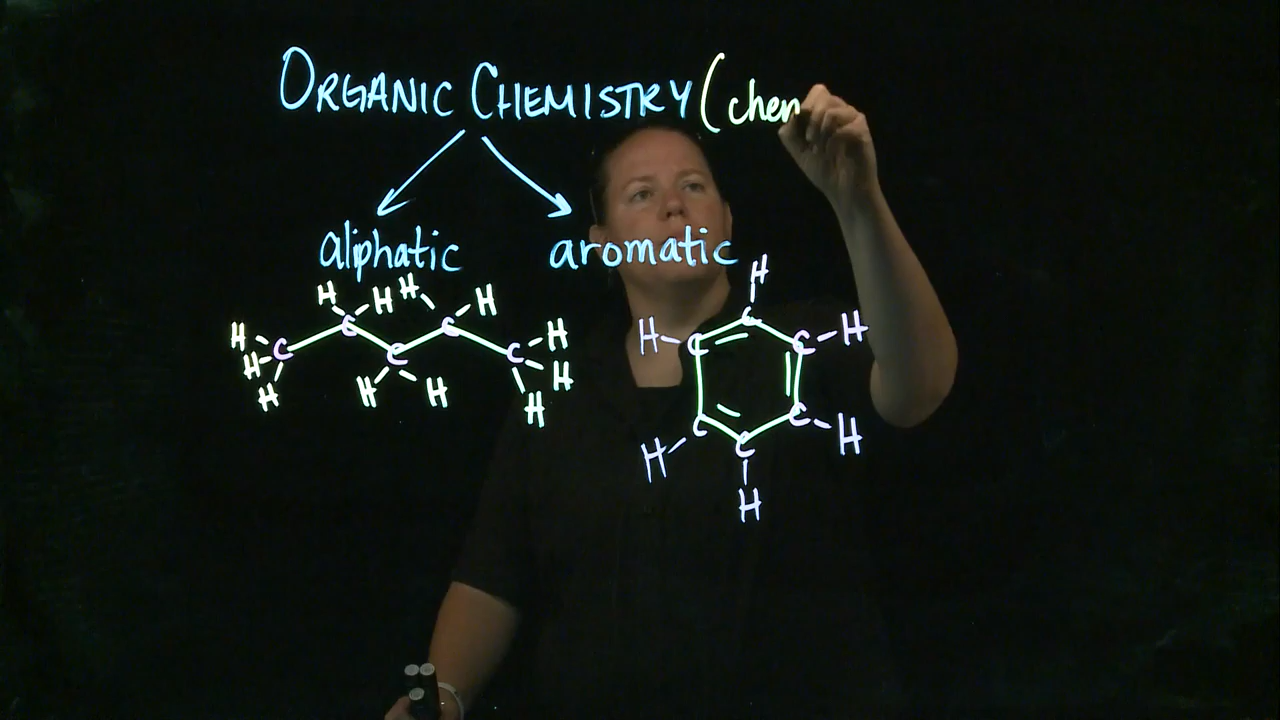 ORGANIC CHEMISTRY (chem
aliphatic aromatic
H H H H H
H C C H C C H
H C C H
H C H H H C C H
H H H H
H C H
H